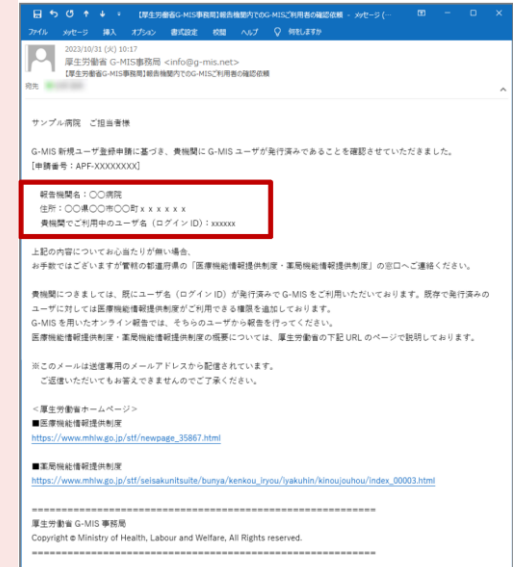 【厚生労働省G-MIS事務局】報告機関内でのG-MISご利用者の確認依頼 - メッセージ (…
ファイル メッセージ 挿入 オプション 書式設定 校閲 ヘルプ 何をしますか
2023/10/31 (火) 10:17
厚生労働省 G-MIS事務局 <info@g-mis.net>
【厚生労働省G-MIS事務局】報告機関内でのG-MISご利用者の確認依頼
宛先
サンプル病院 ご担当者様
G-MIS 新規ユーザ登録申請に基づき、貴機関に G-MIS ユーザが発行済みであることを確認させていただきました。
[申請番号：APF-XXXXXXXX]
報告機関名：〇〇病院
住所：〇〇県〇〇市〇〇町ｘｘｘｘｘｘ
貴機関でご利用中のユーザ名（ログイン ID）：xxxxxx
上記の内容についてお心当たりが無い場合、
お手数ではございますが管轄の都道府県の「医療機能情報提供制度・薬局機能情報提供制度」の窓口へご連絡ください。
貴機関につきましては、既にユーザ名（ログイン ID）が発行済みで G-MIS をご利用いただいております。既存で発行済みの
ユーザに対しては医療機能情報提供制度がご利用できる権限を追加しております。
G-MIS を用いたオンライン報告では、そちらのユーザから報告を行ってください。
医療機能情報提供制度・薬局機能情報提供制度の概要については、厚生労働省の下記 URL のページで説明しております。
※このメールは送信専用のメールアドレスから配信されています。
ご返信いただいてもお答えできませんのでご了承ください。
＜厚生労働省ホームページ＞
■医療機能情報提供制度
https://www.mhlw.go.jp/stf/newpage_35867.html
■薬局機能情報提供制度
https://www.mhlw.go.jp/stf/seisakunitsuite/bunya/kenkou_iryou/iyakuhin/kinoujouhou/index_00003.html
============================================================
厚生労働省 G-MIS 事務局
Copyright © Ministry of Health, Labour and Welfare, All Rights reserved.
============================================================